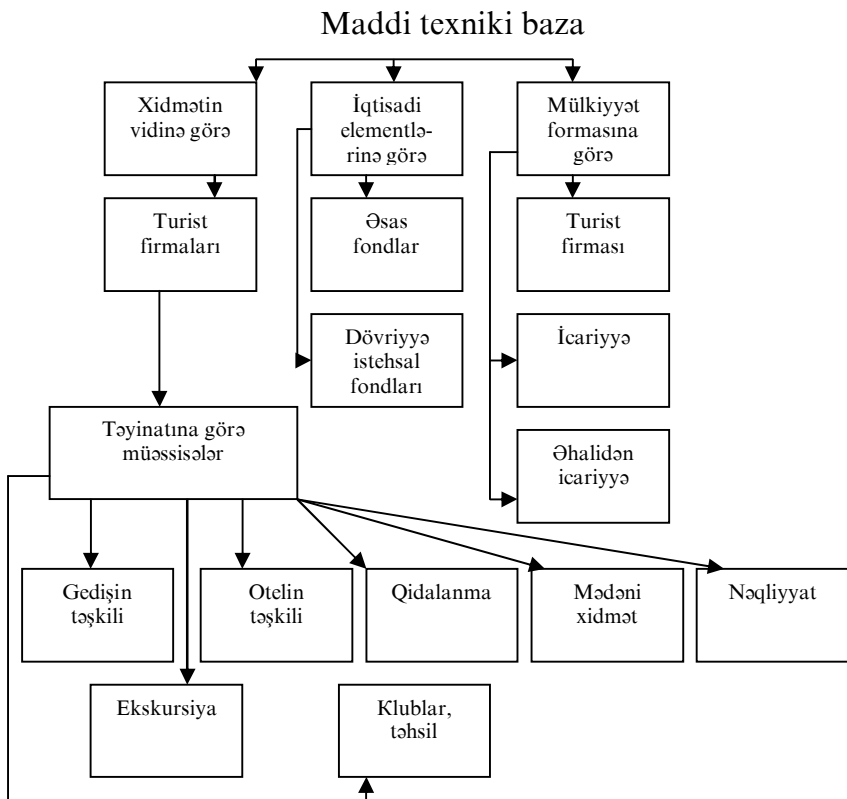 Maddi texniki baza
Xidmətin
vidinə görə
İqtisadi
elementlə-
rinə görə
Mülkiyyət
formasına
görə
Turist
firmaları
Əsas
fondlar
Turist
firması
Dövriyyə
istehsal
fondları
İcariyyə
Təyinatına görə
müəssisələr
Əhalidən
icariyyə
Gedişin
təşkili
Otelin
təşkili
Qidalanma
Mədəni
xidmət
Nəqliyyat
Ekskursiya
Klublar,
təhsil